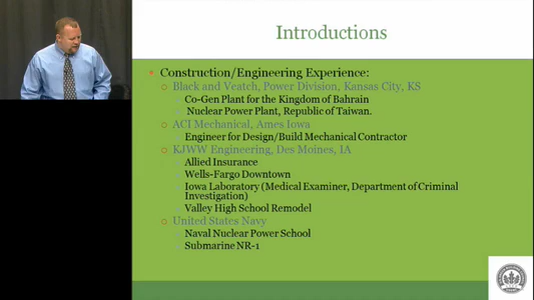 Introductions
Construction/Engineering Experience:
Black and Veatch, Power Division, Kansas City, KS
Co-Gen Plant for the Kingdom of Bahrain
Nuclear Power Plant, Republic of Taiwan.
ACI Mechanical, Ames Iowa
Engineer for Design/Build Mechanical Contractor
KJWW Engineering, Des Moines, IA
Allied Insurance
Wells-Fargo Downtown
Iowa Laboratory (Medical Examiner, Department of Criminal
Investigation)
Valley High School Remodel
United States Navy
Naval Nuclear Power School
Submarine NR-1